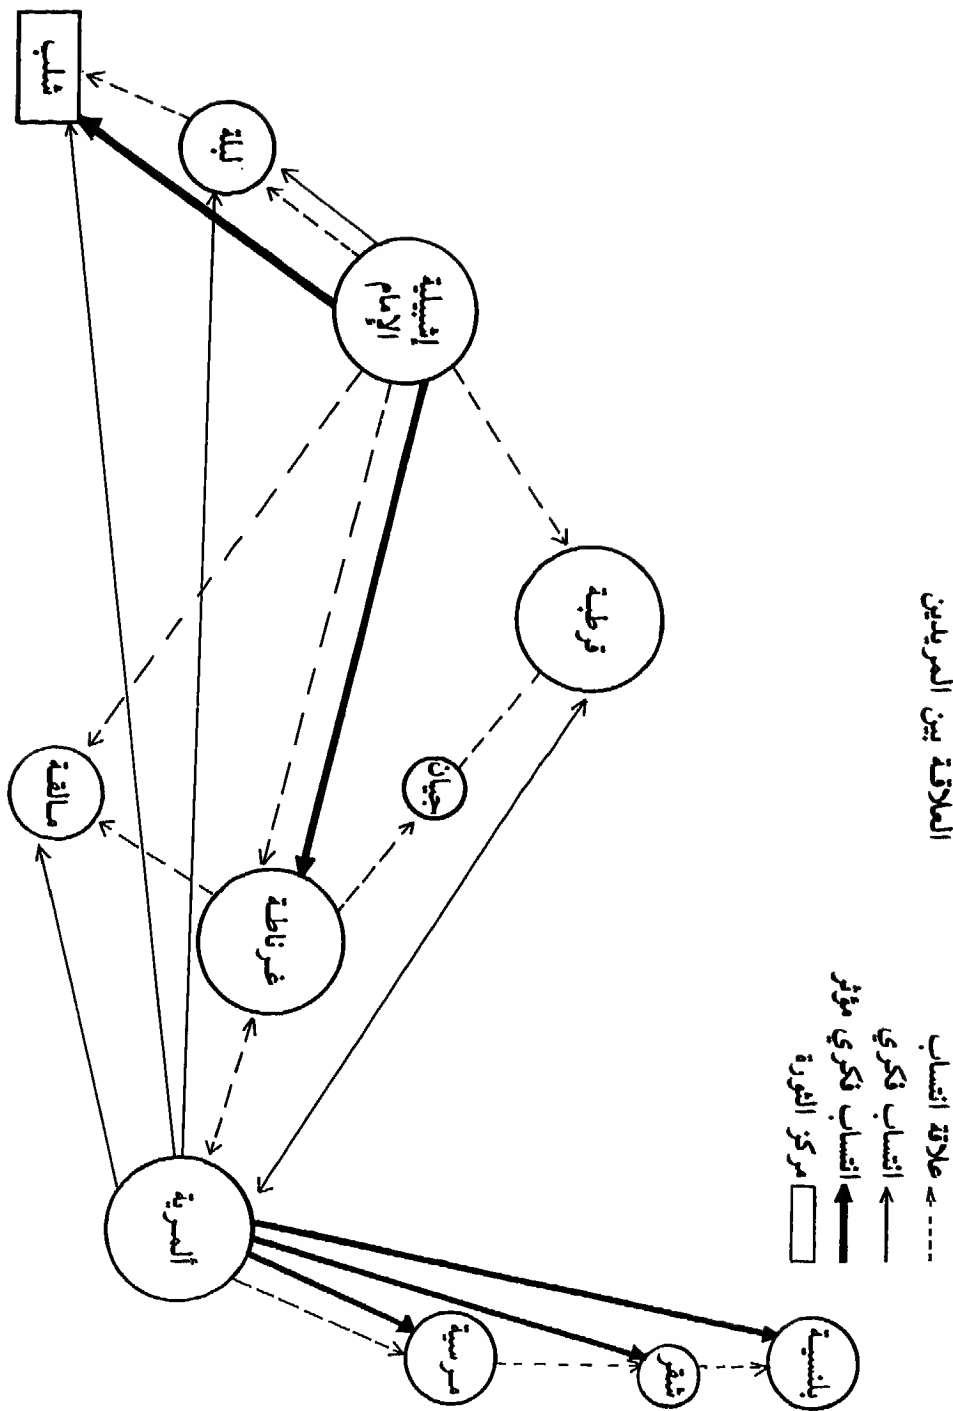 العلاقة بين المريدين
علاقة انتساب
انتساب فكري
انتساب فكري مؤثر
مركز الثورة
بلنسية
شقر
مرسية
ألمرية
قرطبة
جيان
غرناطة
مالقة
إشبيلية
الإمام
لبلة
شلب